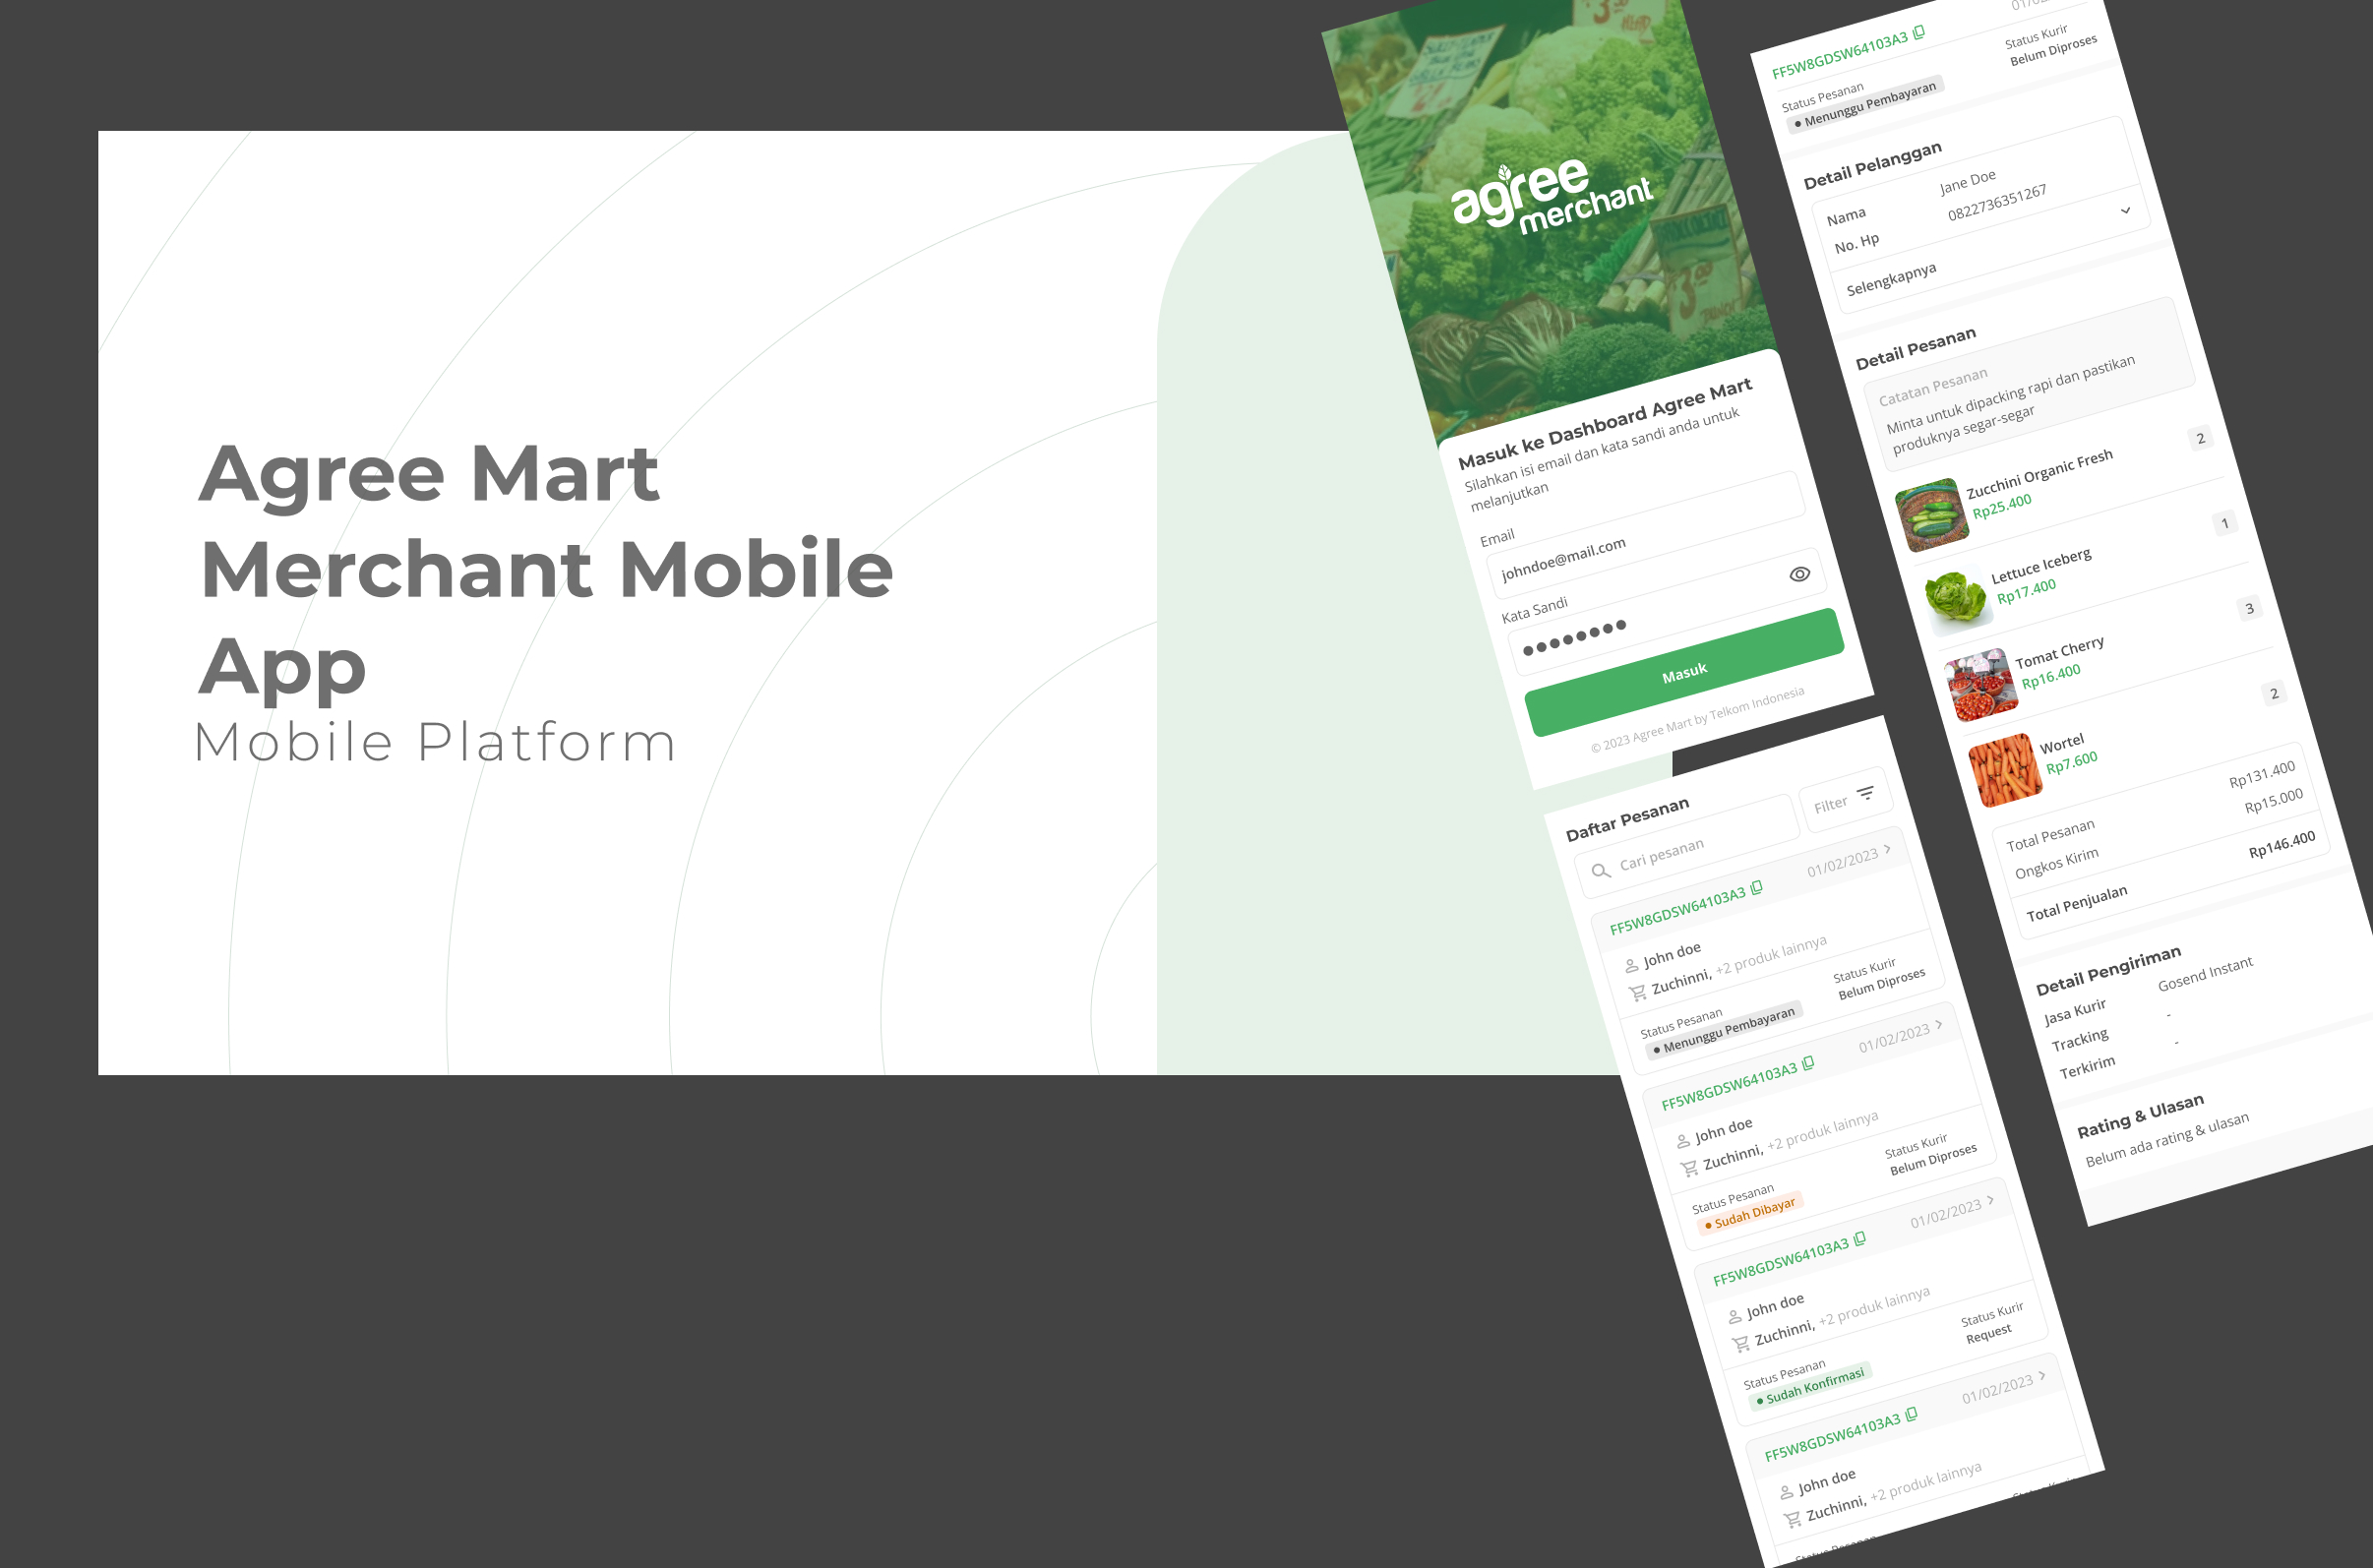 Agree Mart
Merchant Mobile
App
Mobile Platform
agree
merchant
Masuk ke Dashboard Agree Mart
Silahkan isi email dan kata sandi anda untuk
melanjutkan
Email
johndoe@mail.com
Kata Sandi
Masuk
© 2023 Agree Mart by Telkom Indonesia
Daftar Pesanan
Cari pesanan
Filter
FF5W8GDSW64103A3 01/02/2023
John doe
Zuchinni, +2 produk lainnya
Status Pesanan Status Kurir
Menunggu Pembayaran Belum Diproses
FF5W8GDSW64103A3 01/02/2023
John doe
Zuchinni, +2 produk lainnya
Status Pesanan Status Kurir
Sudah Dibayar Belum Diproses
FF5W8GDSW64103A3 01/02/2023
John doe
Zuchinni, +2 produk lainnya
Status Pesanan Status Kurir
Sudah Konfirmasi Request
FF5W8GDSW64103A3 01/02/2023
John doe
Zuchinni, +2 produk lainnya
Status Pesanan Status Kurir
FF5W8GDSW64103A3
Status Pesanan Status Kurir
Menunggu Pembayaran Belum Diproses
Detail Pelanggan
Nama Jane Doe
No. Hp 0822736351267
Selengkapnya
Detail Pesanan
Catatan Pesanan
Minta untuk dipacking rapi dan pastikan
produknya segar-segar
Zucchini Organic Fresh 2
Rp25.400
Lettuce Iceberg 1
Rp17.400
Tomat Cherry 3
Rp16.400
Wortel 2
Rp7.600
Total Pesanan Rp131.400
Ongkos Kirim Rp15.000
Total Penjualan Rp146.400
Detail Pengiriman
Jasa Kurir Gosend Instant
Tracking -
Terkirim -
Rating & Ulasan
Belum ada rating & ulasan